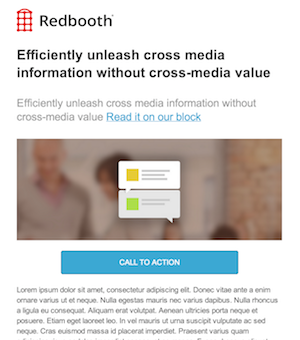 Redbooth
Efficiently unleash cross media
information without cross-media value
Efficiently unleash cross media information without
cross-media value Read it on our block
CALL TO ACTION
Lorem ipsum dolor sit amet, consectetur adipiscing elit. Donec vitae ante a enim
ornare varius ut et neque. Nulla egestas mauris nec varius dapibus. Nulla rhoncus
a ligula eu consequat. Aliquam erat volutpat. Aenean ultricies porta neque et
posuere. Etiam eget laoreet leo. In vel mauris ut urna suscipit vulputate ac sed
neque. Cras euismod massa id placerat imperdiet. Praesent varius quam